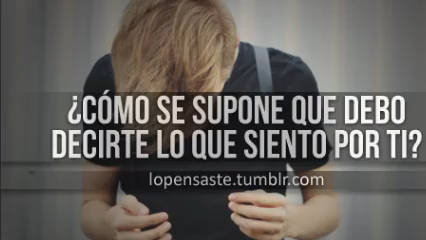 ¿CÓMO SE SUPONE QUE DEBO
DECIRTE LO QUE SIENTO POR TI?
lopensaste.tumblr.com